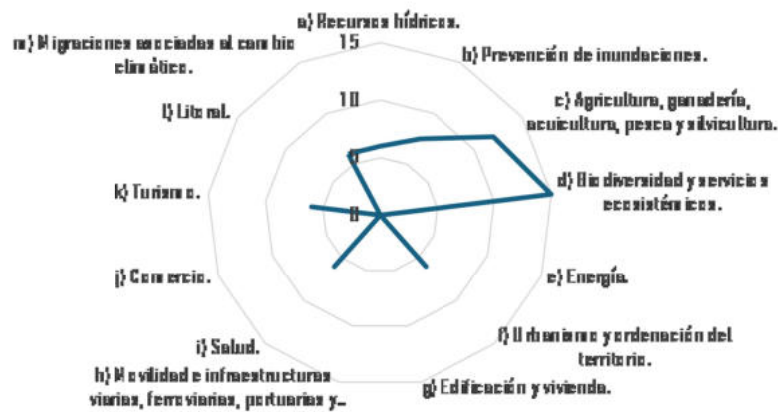 a) Recursos hídricos.
15
b) Prevención de inundaciones.
10
c) Agricultura, ganadería,
acuicultura, pesca y silvicultura.
5
d) Biodiversidad y servicios
ecosistémicos.
0
e) Energía.
f) Urbanismo y ordenación del
territorio.
g) Edificación y vivienda.
h) Movilidad e infraestructuras
viarias, ferroviarias, portuarias y...
i) Salud.
j) Comercio.
k) Turismo.
l) Litoral.
m) Migraciones asociadas al cambio
climático.